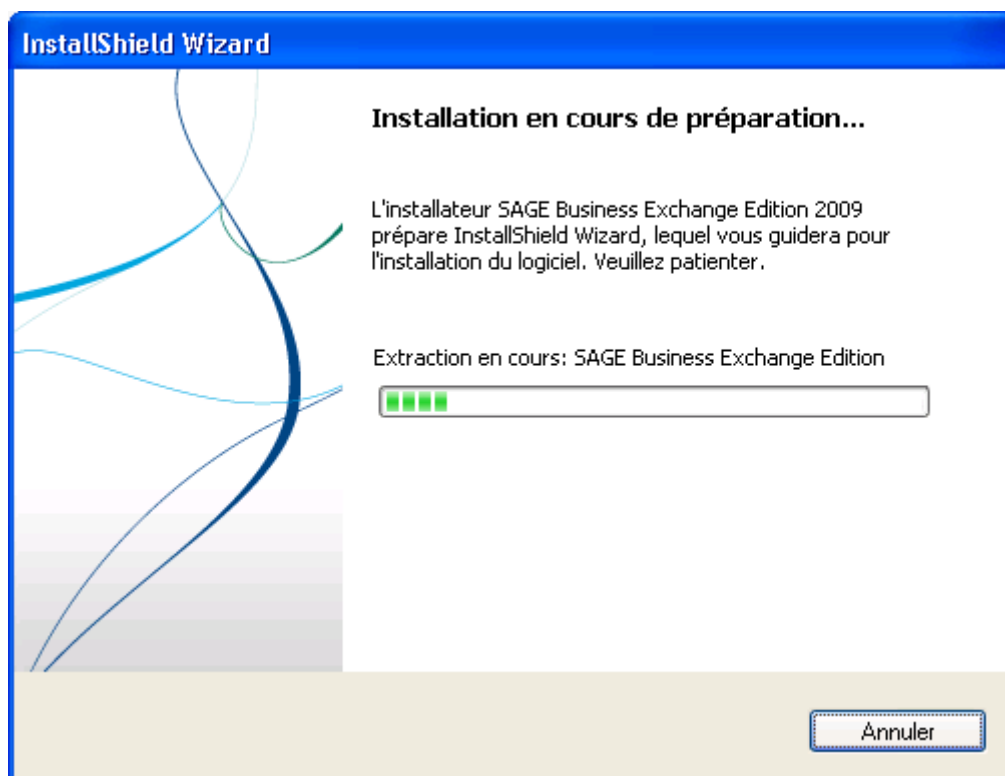 InstallShield Wizard
Installation en cours de préparation...
L'installateur SAGE Business Exchange Edition 2009
prépare InstallShield Wizard, lequel vous guidera pour
l'installation du logiciel. Veuillez patienter.
Extraction en cours: SAGE Business Exchange Edition
Annuler